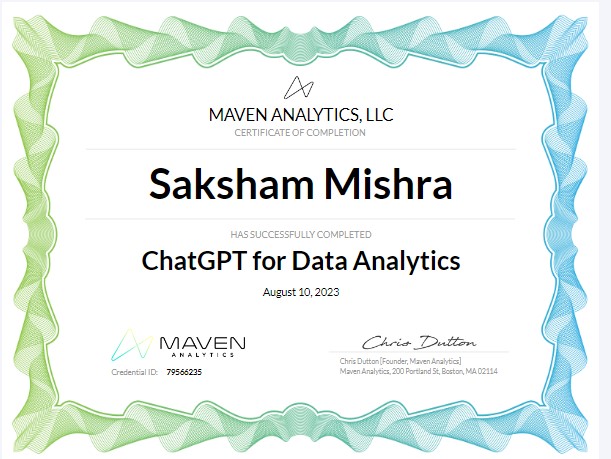 MAVEN ANALYTICS, LLC
CERTIFICATE OF COMPLETION
Saksham Mishra
HAS SUCCESSFULLY COMPLETED
ChatGPT for Data Analytics
August 10, 2023
MAVEN
ANALYTICS
Credential ID: 79566235
Chris Dutton
Chris Dutton [Founder, Maven Analytics]
Maven Analytics, 200 Portland St, Boston, MA 02114